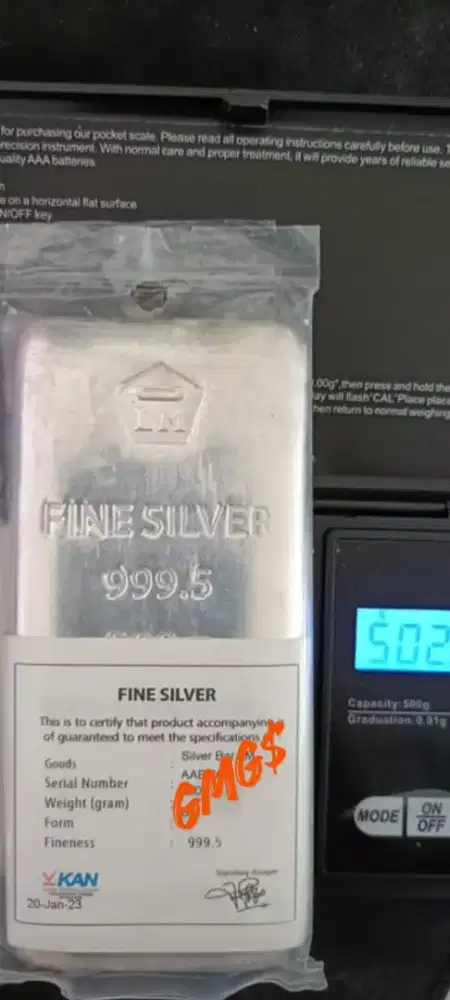 for purchasing our pocket scale. Please read all operating instructions carefully before use.
recision instrument. With normal care and proper treatment, it will provide years of reliable se
uality AAA batteries.
n
e on a horizontal flat surface
N/OFF key
.00g",then press and hold the
ay will flash"CAL"Place place
hen return to normal weighing
LM
FINE SILVER
999.5
502
Capacity:500g
Graduation:0.01g
MODE
ON
OFF
FINE SILVER
This is to certify that product accompanying
of guaranteed to meet the specifications
Goods : Silver Bar
Serial Number : AAE
Weight (gram)
Form
Fineness : 999.5
GMG$
KAN
20-Jan-23